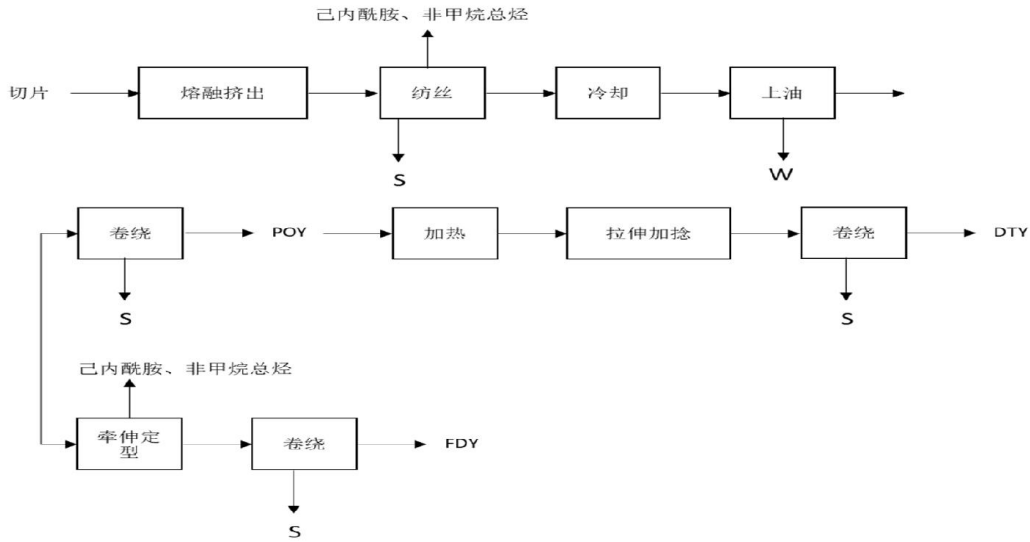 己内酰胺、非甲烷总烃
切片 熔融挤出 纺丝 冷却 上油
S W
卷绕 POY 加热 拉伸加捻 卷绕 DTY
S S
己内酰胺、非甲烷总烃
牵伸定
型 卷绕 FDY
S